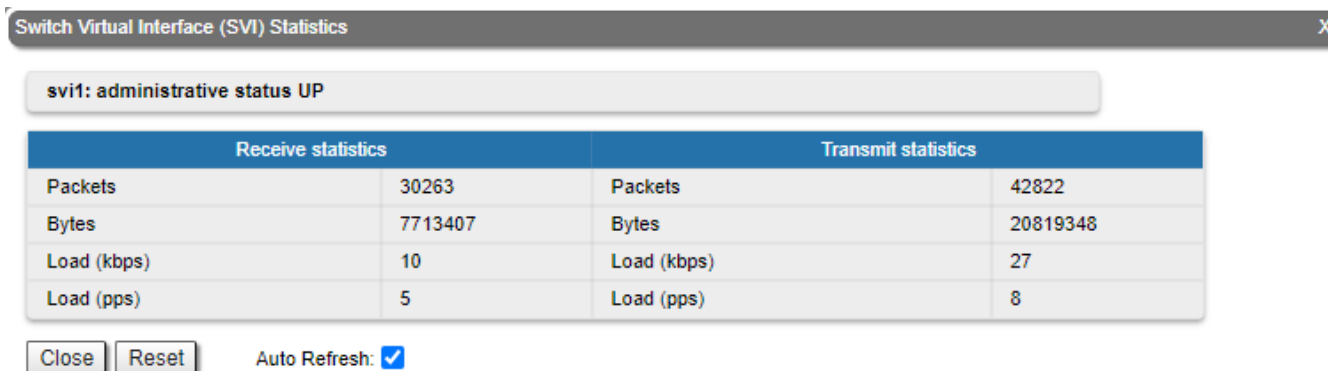 Switch Virtual Interface (SVI) Statistics X
svi1: administrative status UP
Receive statistics Transmit statistics
Packets 30263 Packets 42822
Bytes 7713407 Bytes 20819348
Load (kbps) 10 Load (kbps) 27
Load (pps) 5 Load (pps) 8
Close Reset Auto Refresh: